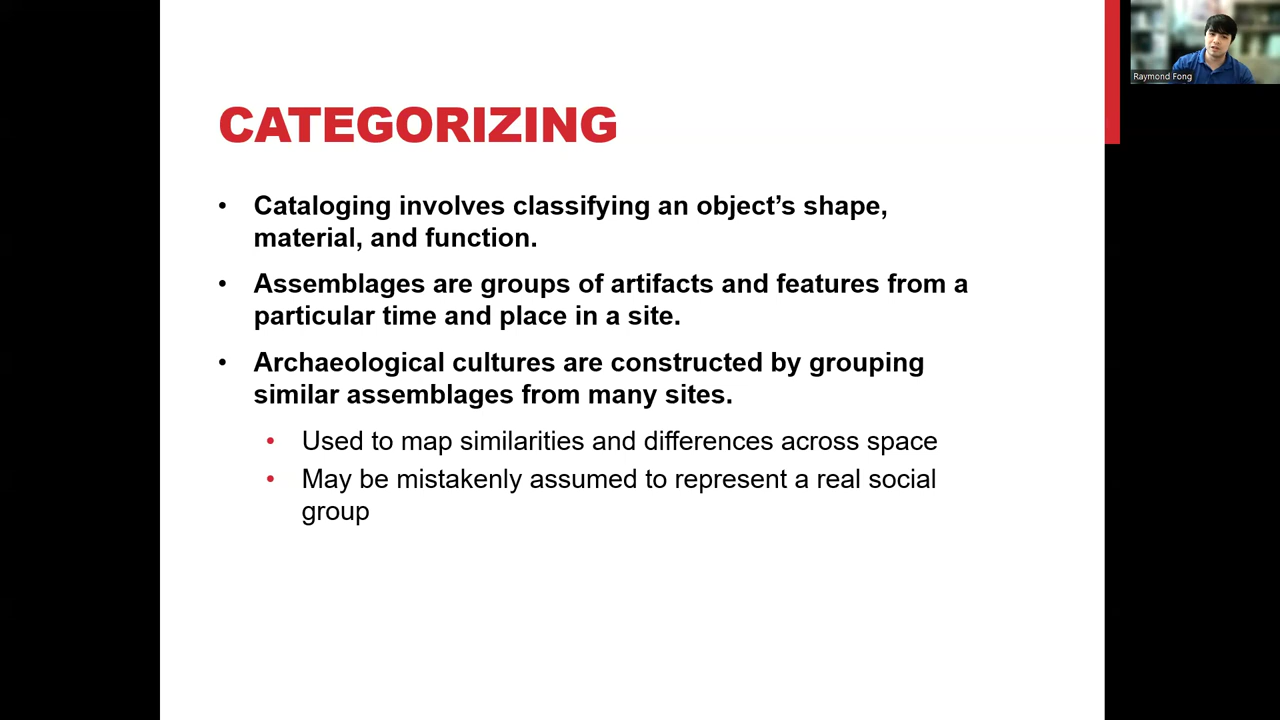 CATEGORIZING
• Cataloging involves classifying an object’s shape,
material, and function.
• Assemblages are groups of artifacts and features from a
particular time and place in a site.
• Archaeological cultures are constructed by grouping
similar assemblages from many sites.
• Used to map similarities and differences across space
• May be mistakenly assumed to represent a real social
group
Raymond Fong